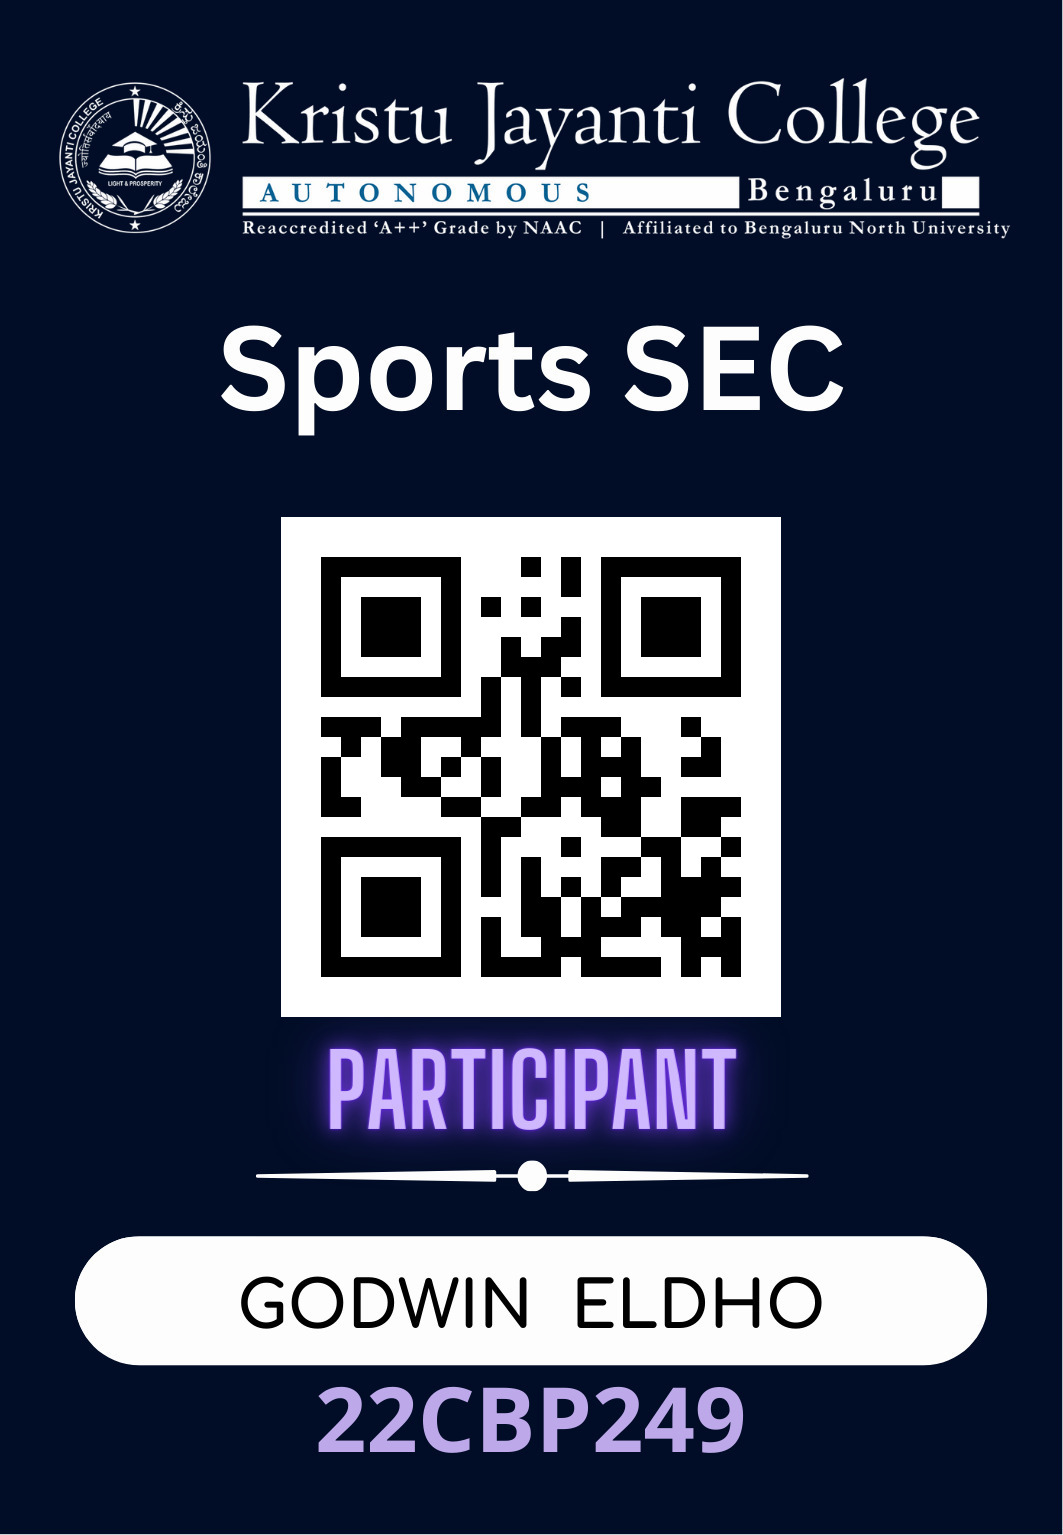 KRISTU JAYANTI COLLEGE
ज्योतिसंवादध्याय
LIGHT & PROSPERITY
Kristu Jayanti College
AUTONOMOUS Bengaluru
Reaccredited ‘A++’ Grade by NAAC | Affiliated to Bengaluru North University
Sports SEC
PARTICIPANT
GODWIN ELDHO
22CBP249